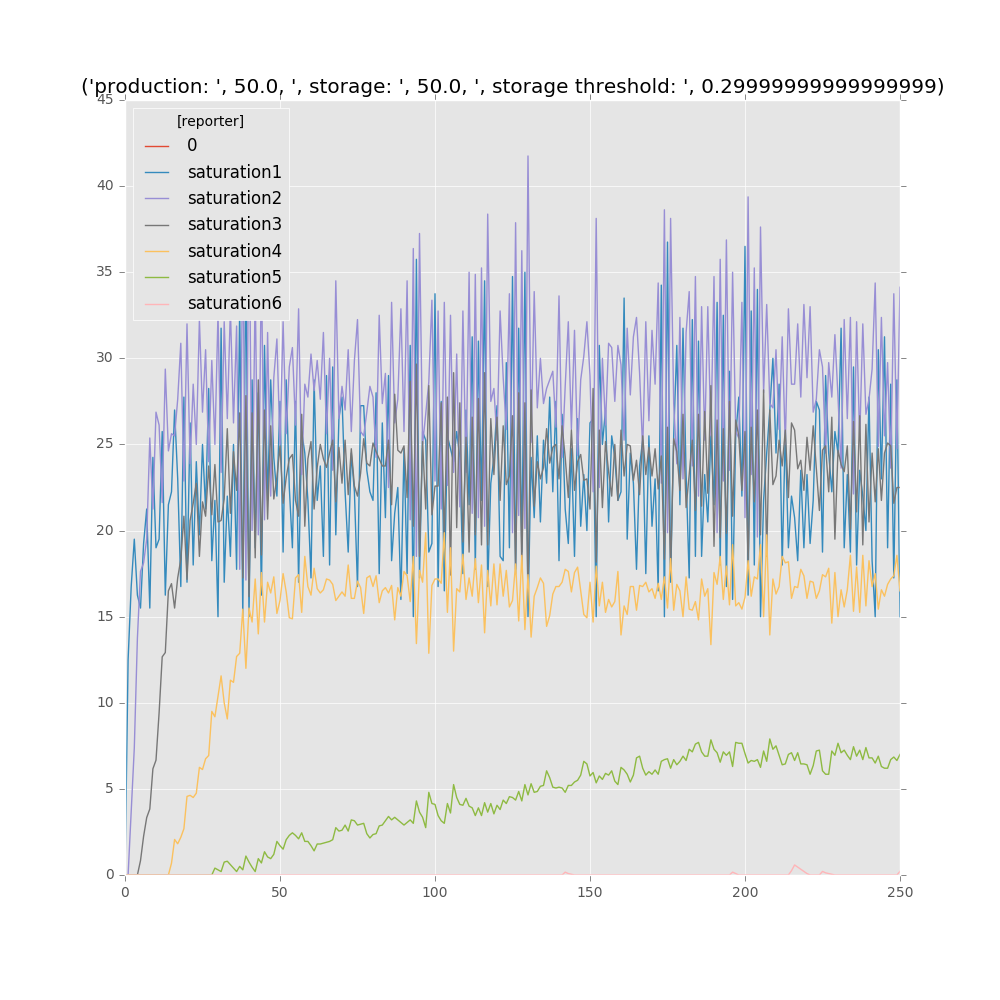 ('production: ', 50.0, ', storage: ', 50.0, ', storage threshold: ', 0.29999999999999999)
45
40
35
30
25
20
15
10
5
0
[reporter]
0
saturation1
saturation2
saturation3
saturation4
saturation5
saturation6
0 50 100 150 200 250